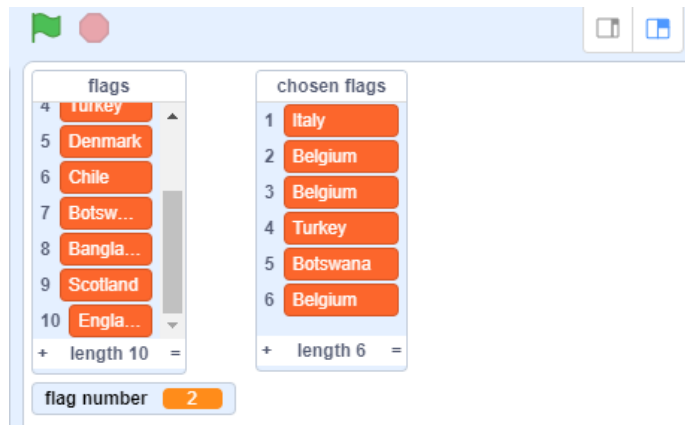 flags
4 Turkey
5 Denmark
6 Chile
7 Botsw...
8 Bangla...
9 Scotland
10 Engla...
+ length 10 =
chosen flags
1 Italy
2 Belgium
3 Belgium
4 Turkey
5 Botswana
6 Belgium
+ length 6 =
flag number 2